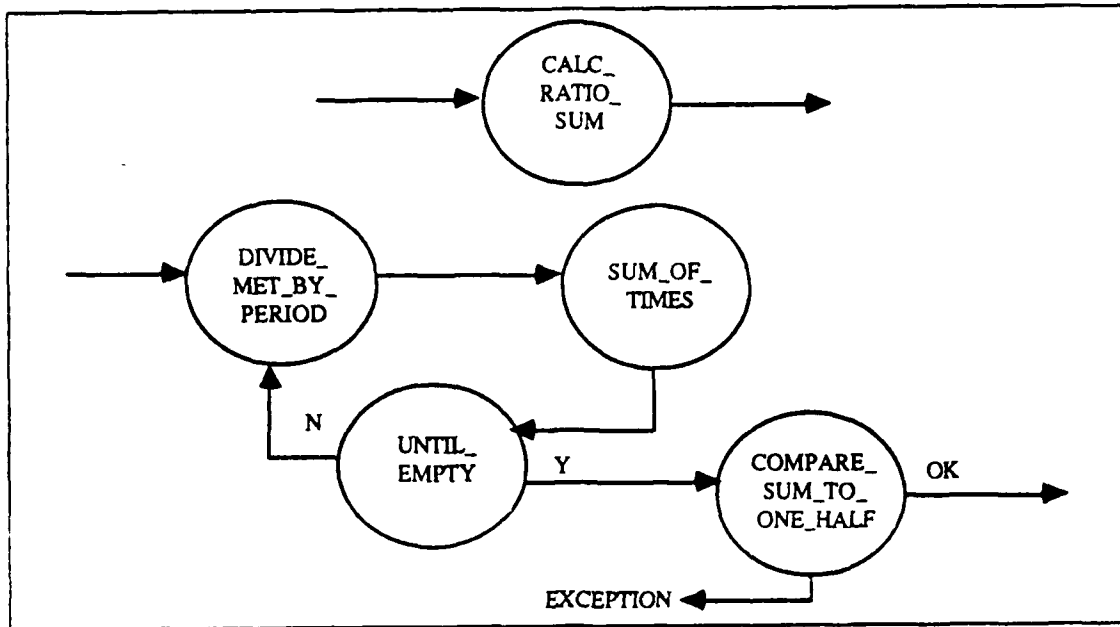 CALC_
RATIO_
SUM
DIVIDE_
MET_BY_
PERIOD
SUM_OF_
TIMES
N
UNTIL_
EMPTY
Y
COMPARE_
SUM_TO_
ONE_HALF
OK
EXCEPTION